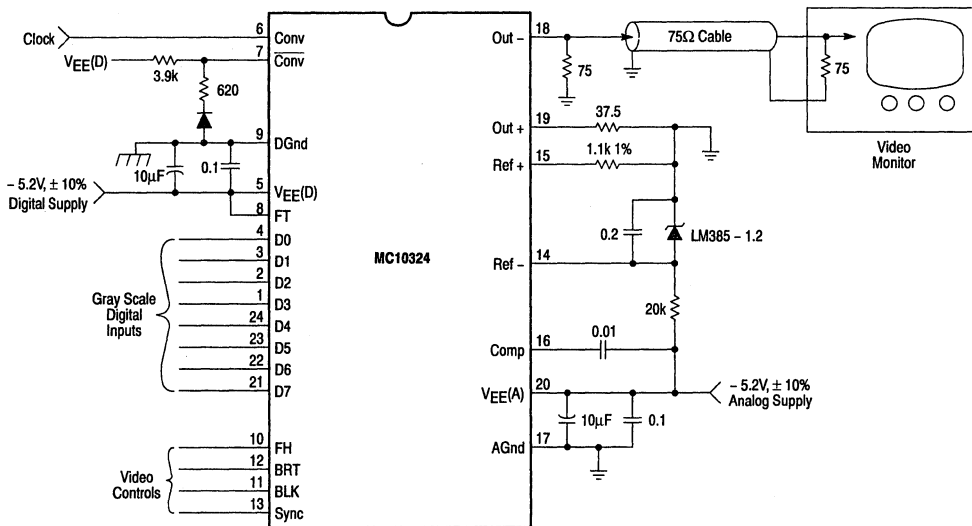 Clock
6
Conv
V_EE(D)
3.9k
7
Conv
620
9
DGnd
10μF
0.1
– 5.2V, ± 10%
Digital Supply
5
V_EE(D)
8
FT
4
D0
3
D1
2
D2
1
D3
24
D4
23
D5
22
D6
21
D7
Gray Scale
Digital
Inputs
10
FH
12
BRT
11
BLK
13
Sync
Video
Controls
MC10324
Out –
18
75
75Ω Cable
75
Video
Monitor
Out +
19
37.5
Ref +
15
1.1k 1%
0.2
LM385 – 1.2
Ref –
14
20k
Comp
16
0.01
V_EE(A)
20
– 5.2V, ± 10%
Analog Supply
10μF
0.1
AGnd
17